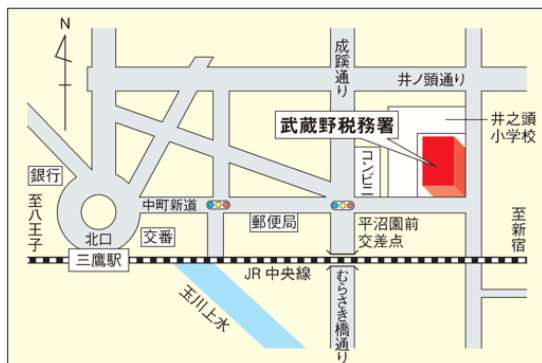 N
成蹊通り
井ノ頭通り
武蔵野税務署
井之頭
小学校
コンビニ
銀行
至八王子
中町新道
北口
交番
郵便局
平沼園前
交差点
至新宿
三鷹駅
JR中央線
玉川上水
むらさき橋通り